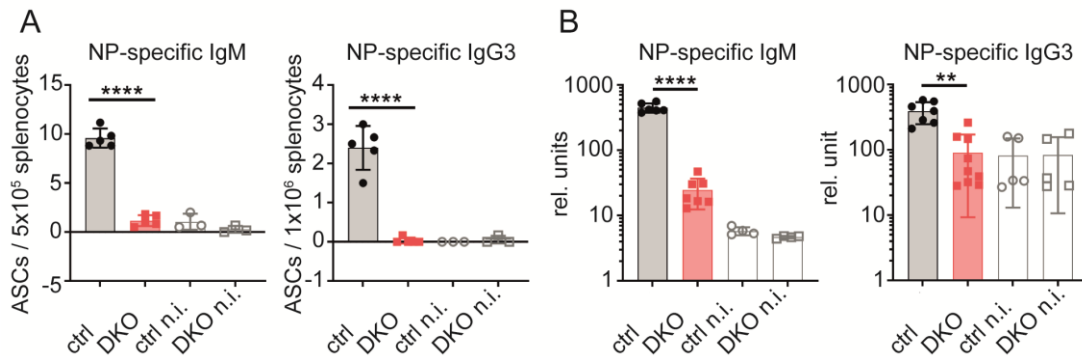 A
NP-specific IgM
ASCs / 5x10⁵ splenocytes
15
10
5
0
-5
****
ctrl
DKO
ctrl n.i.
DKO n.i.
NP-specific IgG3
ASCs / 1x10⁶ splenocytes
4
3
2
1
0
-1
****
ctrl
DKO
ctrl n.i.
DKO n.i.
B
NP-specific IgM
rel. units
1000
100
10
1
****
ctrl
DKO
ctrl n.i.
DKO n.i.
NP-specific IgG3
rel. unit
1000
100
10
1
**
ctrl
DKO
ctrl n.i.
DKO n.i.